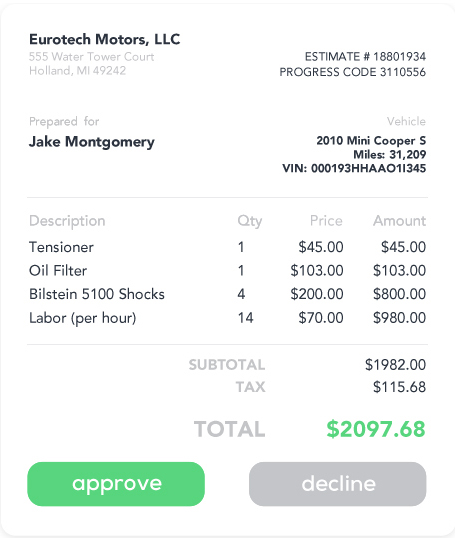 Eurotech Motors, LLC
555 Water Tower Court
Holland, MI 49242
ESTIMATE # 18801934
PROGRESS CODE 3110556
Prepared for
Jake Montgomery
Vehicle
2010 Mini Cooper S
Miles: 31,209
VIN: 000193HHAAO1I345
Description Qty Price Amount
Tensioner 1 $45.00 $45.00
Oil Filter 1 $103.00 $103.00
Bilstein 5100 Shocks 4 $200.00 $800.00
Labor (per hour) 14 $70.00 $980.00
SUBTOTAL $1982.00
TAX $115.68
TOTAL $2097.68
approve decline